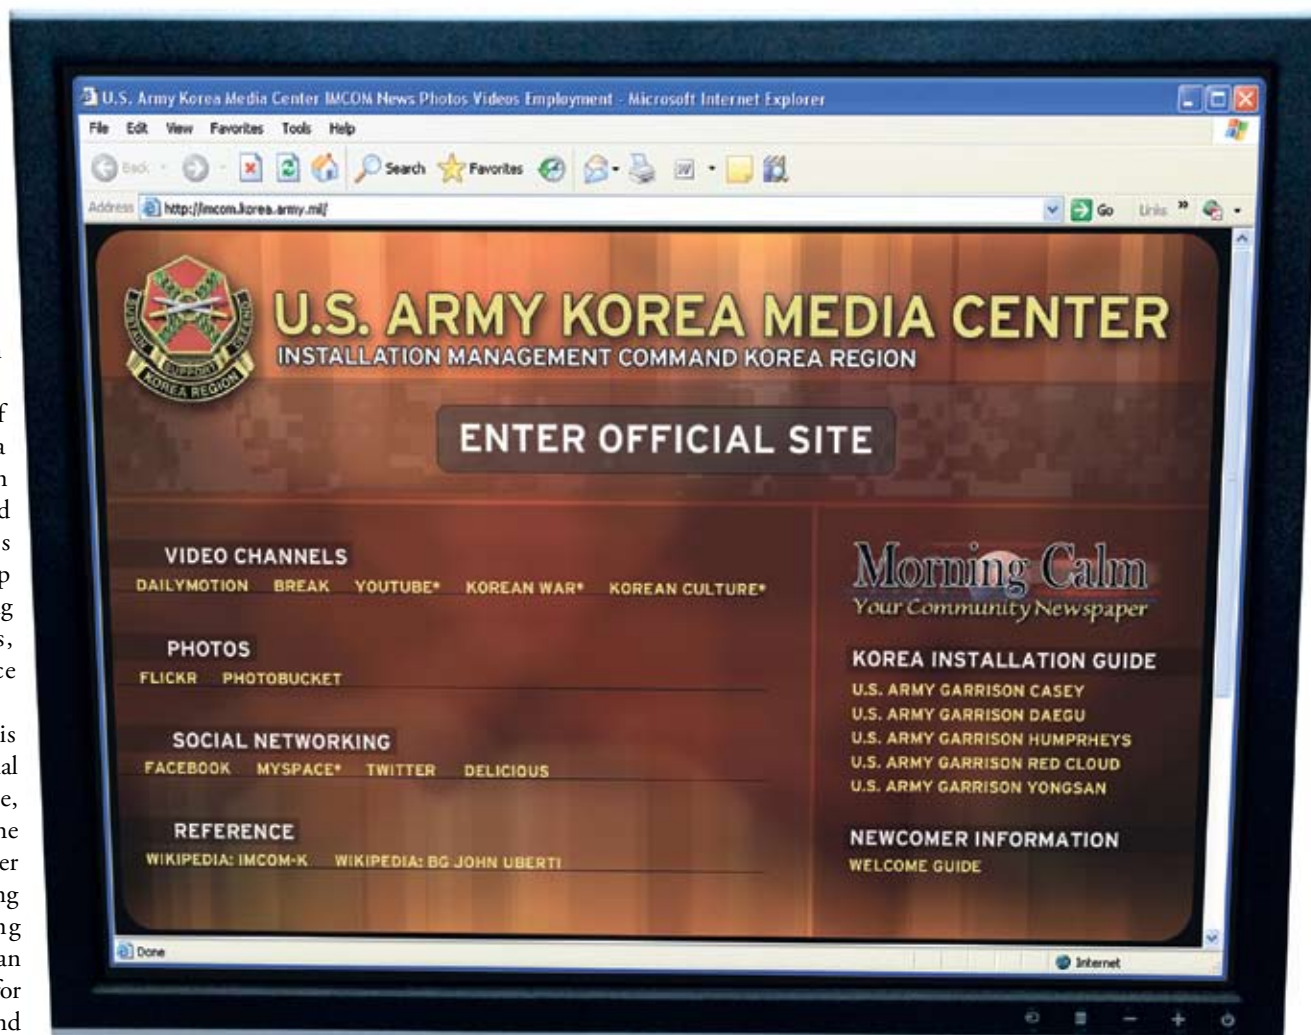 U.S. Army Korea Media Center IMCOM News Photos Videos Employment - Microsoft Internet Explorer
File Edit View Favorites Tools Help
Back Search Favorites
Address http://imcom.korea.army.mil/ Go Links »
U.S. ARMY KOREA MEDIA CENTER
INSTALLATION MANAGEMENT COMMAND KOREA REGION
SUSTAIN SUPPORT DEFEND
KOREA REGION
ENTER OFFICIAL SITE
VIDEO CHANNELS
DAILYMOTION BREAK YOUTUBE* KOREAN WAR* KOREAN CULTURE*
PHOTOS
FLICKR PHOTOBUCKET
SOCIAL NETWORKING
FACEBOOK MYSPACE* TWITTER DELICIOUS
REFERENCE
WIKIPEDIA: IMCOM-K WIKIPEDIA: BG JOHN UBERTI
Morning Calm
Your Community Newspaper
KOREA INSTALLATION GUIDE
U.S. ARMY GARRISON CASEY
U.S. ARMY GARRISON DAEGU
U.S. ARMY GARRISON HUMPRHEYS
U.S. ARMY GARRISON RED CLOUD
U.S. ARMY GARRISON YONGSAN
NEWCOMER INFORMATION
WELCOME GUIDE
Done Internet